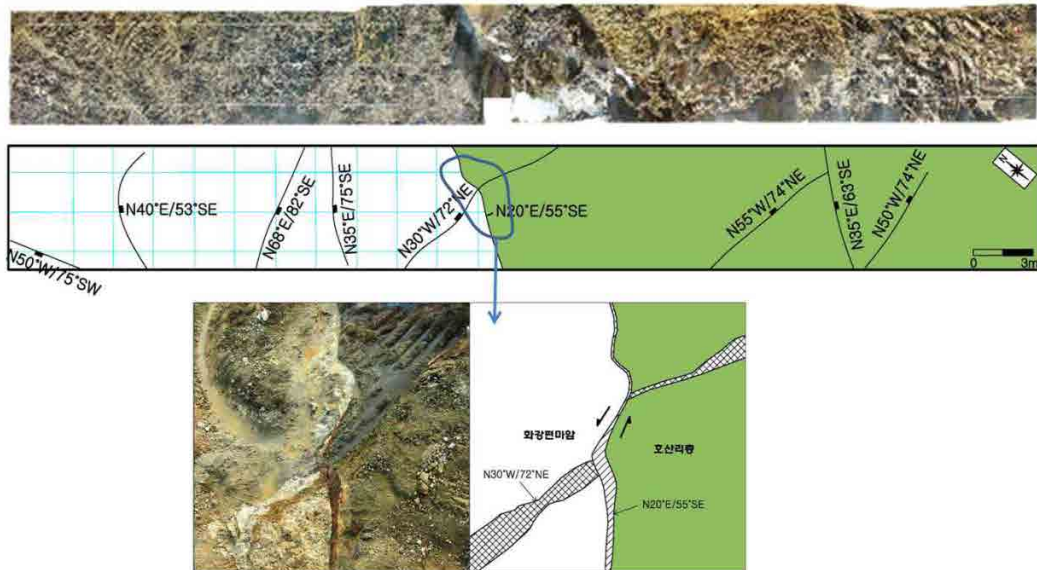 N
N50°W/75°SW
N40°E/53°SE
N68°E/82°SE
N35°E/75°SE
N30°W/72°NE
N20°E/55°SE
N55°W/74°NE
N35°E/63°SE
N50°W/74°NE
0 3m
화강편마암
호산리층
N30°W/72°NE
N20°E/55°SE